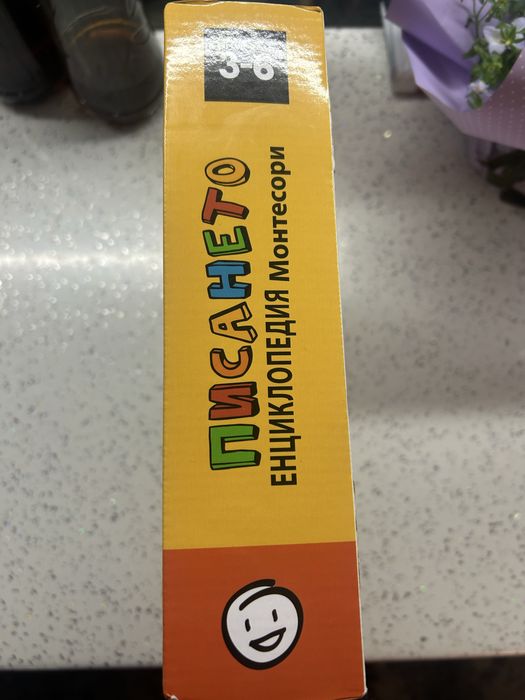 ПИСАНЕТО
ЕНЦИКЛОПЕДИЯ Монтесори
3-6